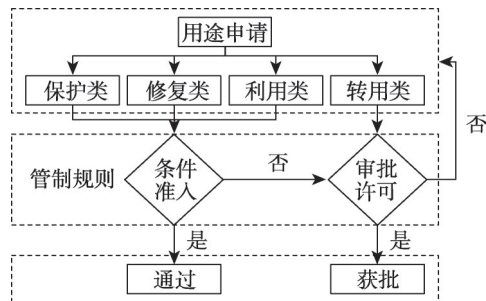 用途申请
保护类 修复类 利用类 转用类
否
管制规则 条件准入 否 审批许可
是 是
通过 获批